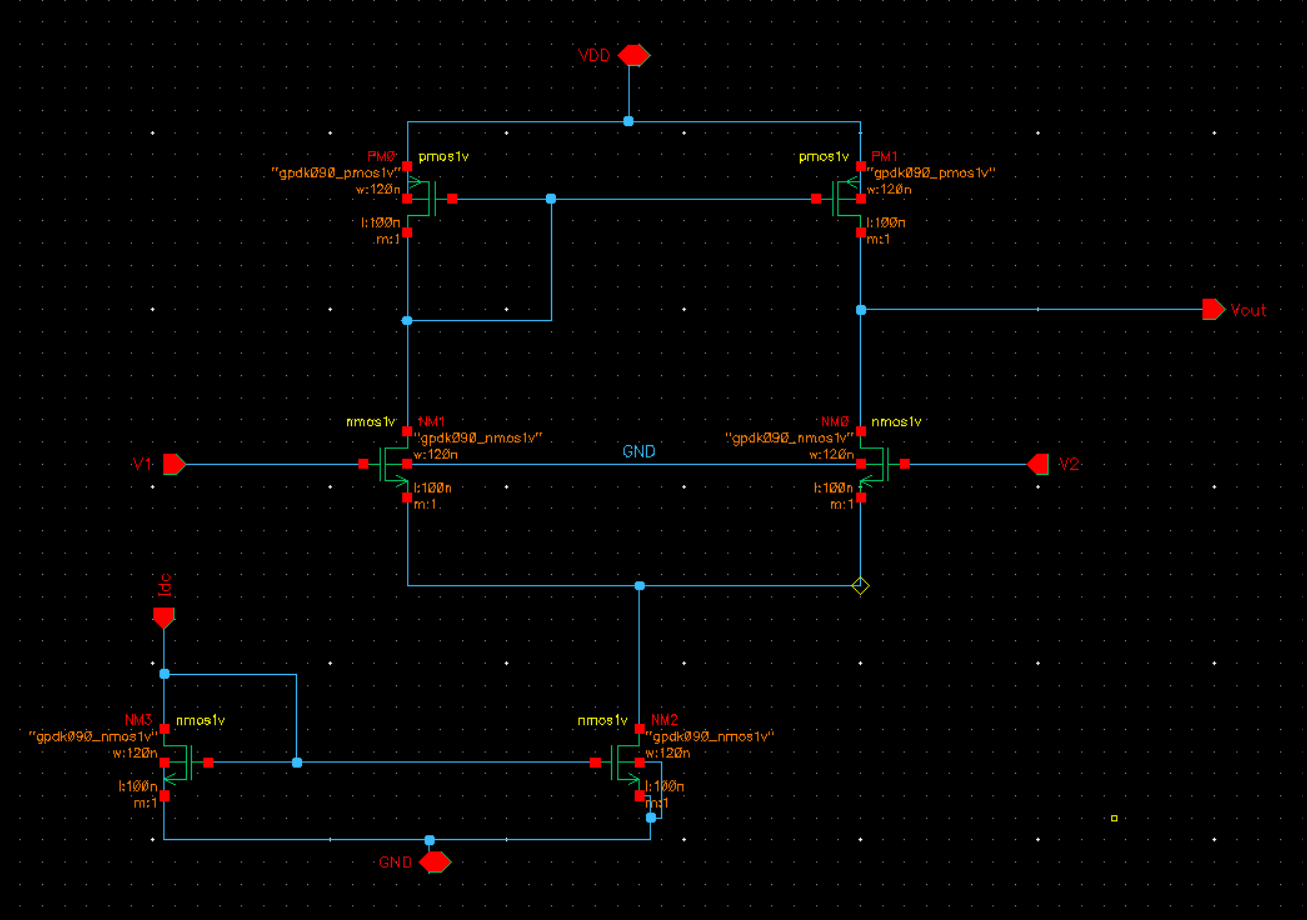 VDD
PM0 pmos1v
"gpdk090_pmos1v"
w:120n
l:100n
m:1
pmos1v PM1
"gpdk090_pmos1v"
w:120n
l:100n
m:1
Vout
nmos1v NM1
"gpdk090_nmos1v"
w:120n
l:100n
m:1
GND
NM0 nmos1v
"gpdk090_nmos1v"
w:120n
l:100n
m:1
V1
V2
Idc
NM3 nmos1v
"gpdk090_nmos1v"
w:120n
l:100n
m:1
nmos1v NM2
"gpdk090_nmos1v"
w:120n
l:100n
m:1
GND